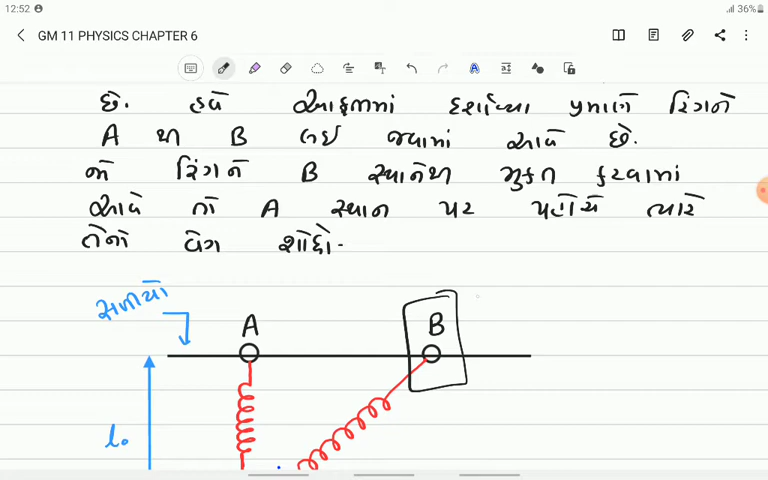 12:52
36%
GM 11 PHYSICS CHAPTER 6
છે. હવે આકૃતિમાં દર્શાવ્યા પ્રમાણે રિંગને
A થી B લઈ જવામાં આવે છે.
જો રિંગને B સ્થાનેથી મુક્ત કરવામાં
આવે તો A સ્થાન પર પહોંચે ત્યારે
તેનો વેગ શોધો.
સળિયો
A
B
l₀